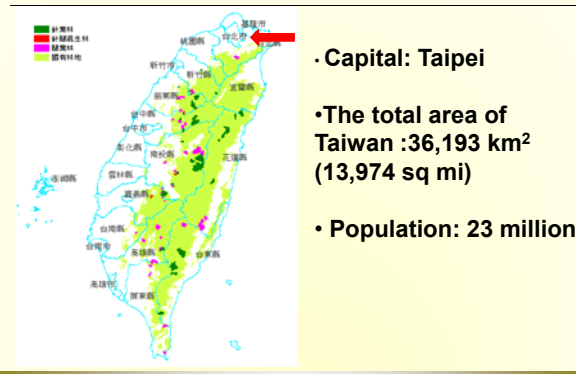 針葉林
針闊混生林
闊葉林
國有林地
基隆市
台北市
桃園縣
新竹市
新竹縣
宜蘭縣
苗栗縣
台中縣
台中市
彰化縣
南投縣
花蓮縣
雲林縣
澎湖縣
嘉義縣
台南縣
台南市
高雄縣
台東縣
高雄市
屏東縣
· Capital: Taipei
•The total area of
Taiwan :36,193 km²
(13,974 sq mi)
• Population: 23 million